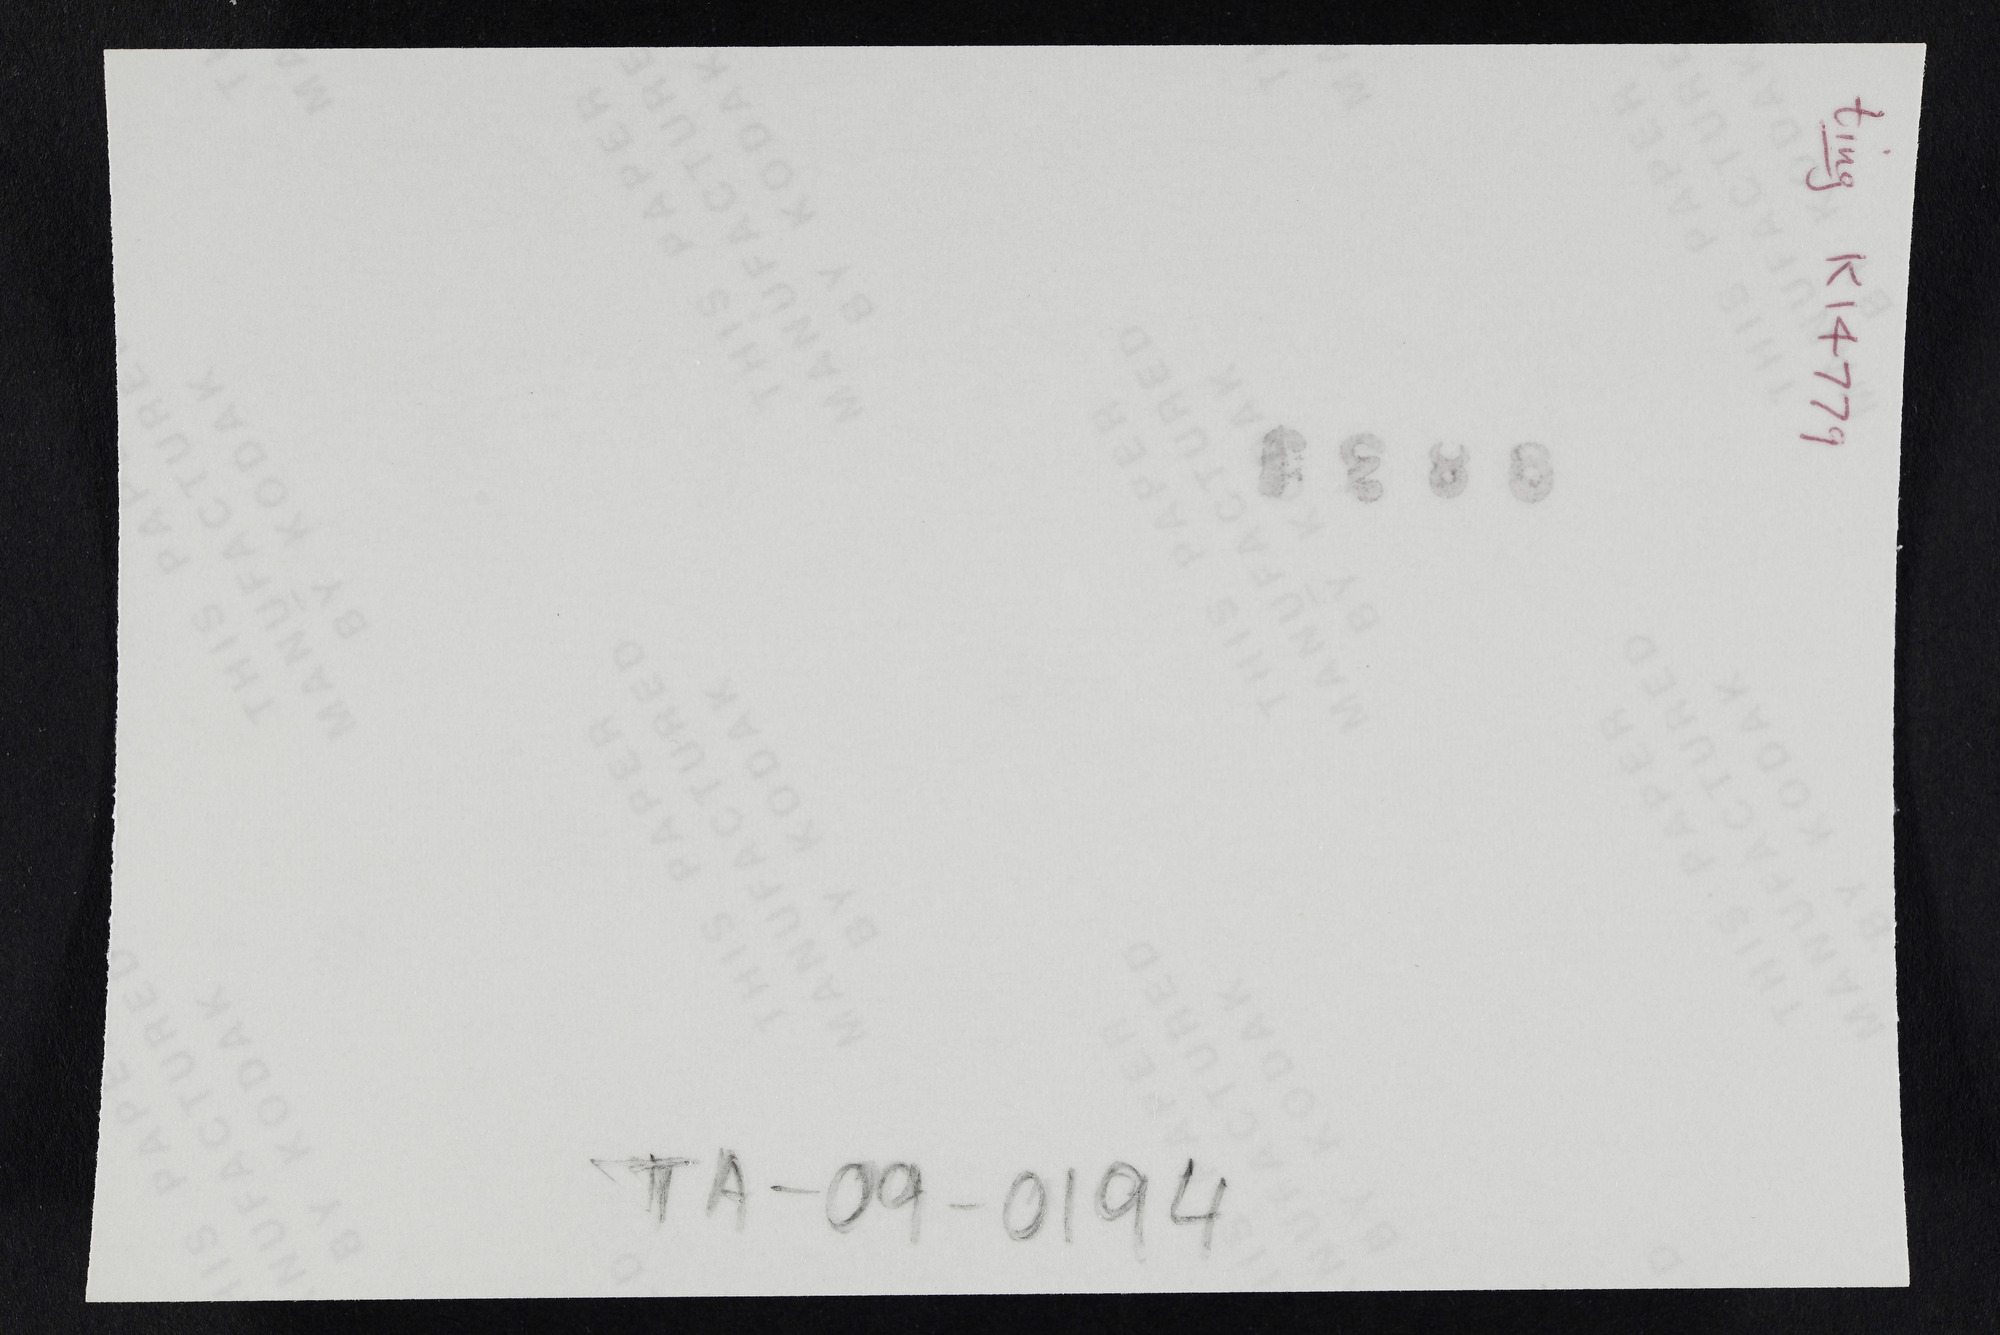 ting K14779
THIS PAPER
MANUFACTURED
BY KODAK
TA-09-0194